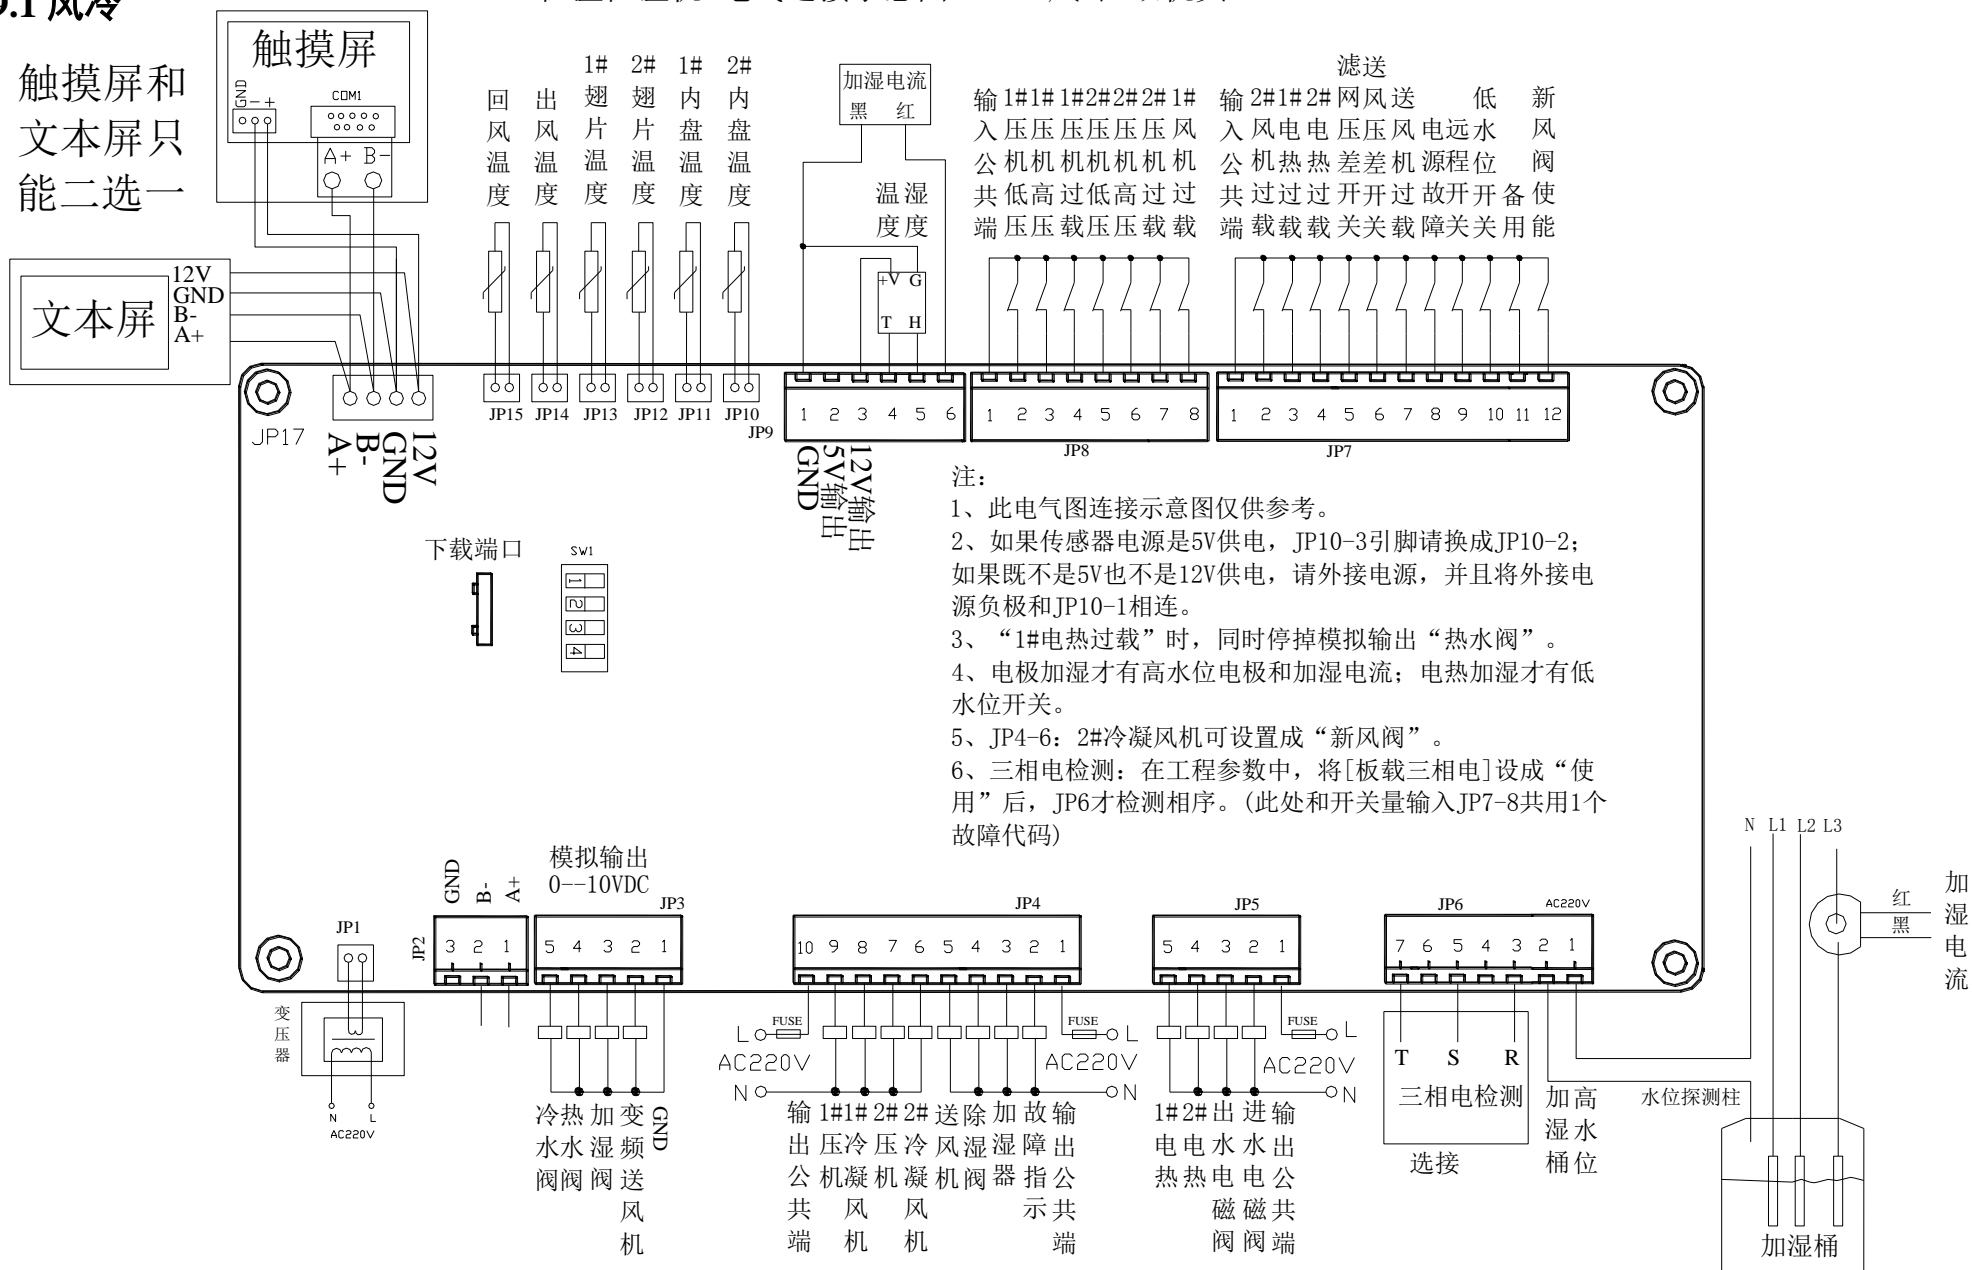 9.1 风冷
触摸屏和
文本屏只
能二选一
触摸屏
GND
-
+
COM1
A+ B-
文本屏
12V
GND
B-
A+
JP17
A+
B-
GND
12V
回风温度
出风温度
1#翅片温度
2#翅片温度
1#内盘温度
2#内盘温度
JP15 JP14 JP13 JP12 JP11 JP10
加湿电流
黑 红
温度
湿度
+V G
T H
JP9
1 2 3 4 5 6
GND
5V输出
12V输出
输入公共端
1#压机低压
1#压机高压
1#压机过载
2#压机低压
2#压机高压
2#压机过载
1#风机过载
1 2 3 4 5 6 7 8
JP8
输入公共端
2#风机过载
1#电热过载
2#电热过载
滤网压差开关
送风压差开关
送风机过载
电源故障
远程开关
低水位开关
备用
新风阀使能
1 2 3 4 5 6 7 8 9 10 11 12
JP7
注：
1、此电气图连接示意图仅供参考。
2、如果传感器电源是5V供电，JP10-3引脚请换成JP10-2；
如果既不是5V也不是12V供电，请外接电源，并且将外接电
源负极和JP10-1相连。
3、“1#电热过载”时，同时停掉模拟输出“热水阀”。
4、电极加湿才有高水位电极和加湿电流；电热加湿才有低
水位开关。
5、JP4-6：2#冷凝风机可设置成“新风阀”。
6、三相电检测：在工程参数中，将[板载三相电]设成“使
用”后，JP6才检测相序。(此处和开关量输入JP7-8共用1个
故障代码)
下载端口
SW1
1
2
3
4
JP1
变压器
N L
AC220V
GND
B-
A+
JP2
3 2 1
模拟输出
0--10VDC
JP3
5 4 3 2 1
冷水阀
热水阀
加湿阀
变频送风机
GND
JP4
10 9 8 7 6 5 4 3 2 1
L FUSE
AC220V
N
FUSE L
AC220V
N
输出公共端
1#压机
1#冷凝风机
2#压机
2#冷凝风机
送风机
除湿阀
加湿器
故障指示
输出公共端
JP5
5 4 3 2 1
FUSE L
AC220V
N
1#电热
2#电热
出水电磁阀
进水电磁阀
输出公共端
JP6
AC220V
7 6 5 4 3 2 1
T S R
三相电检测
选接
加湿桶
高水位
N L1 L2 L3
红
黑
加湿电流
水位探测柱
加湿桶